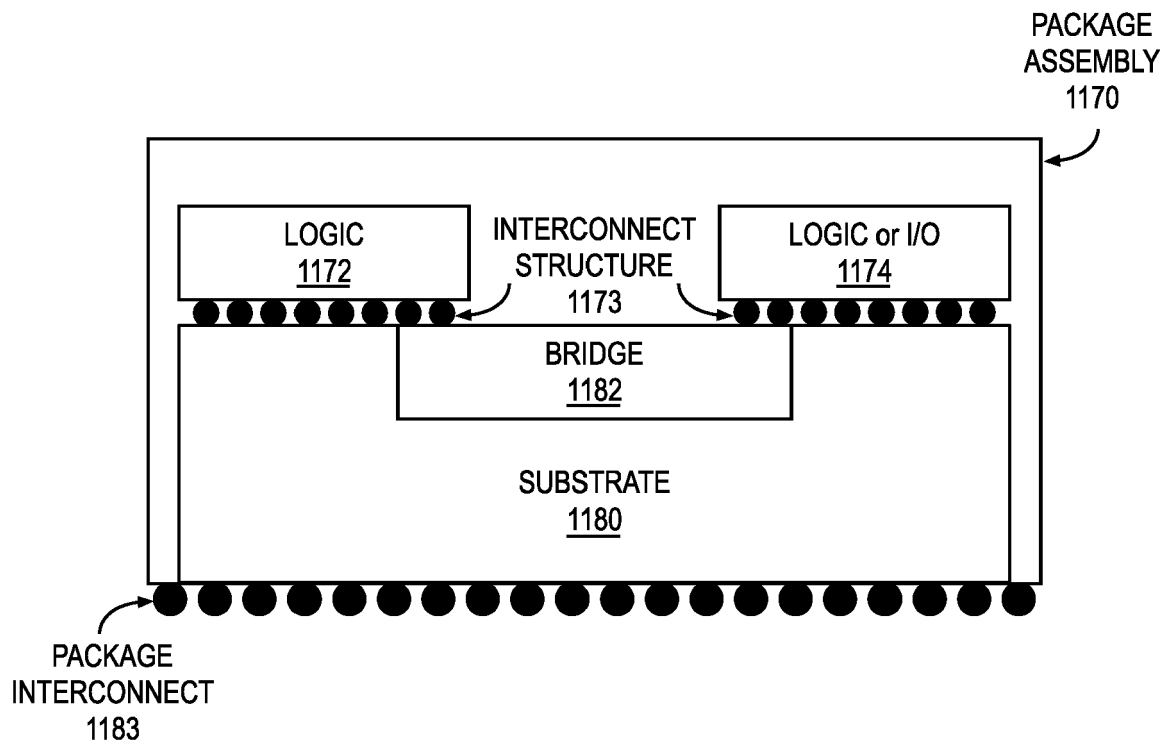 PACKAGE
ASSEMBLY
1170
LOGIC
1172
INTERCONNECT
STRUCTURE
1173
LOGIC or I/O
1174
BRIDGE
1182
SUBSTRATE
1180
PACKAGE
INTERCONNECT
1183